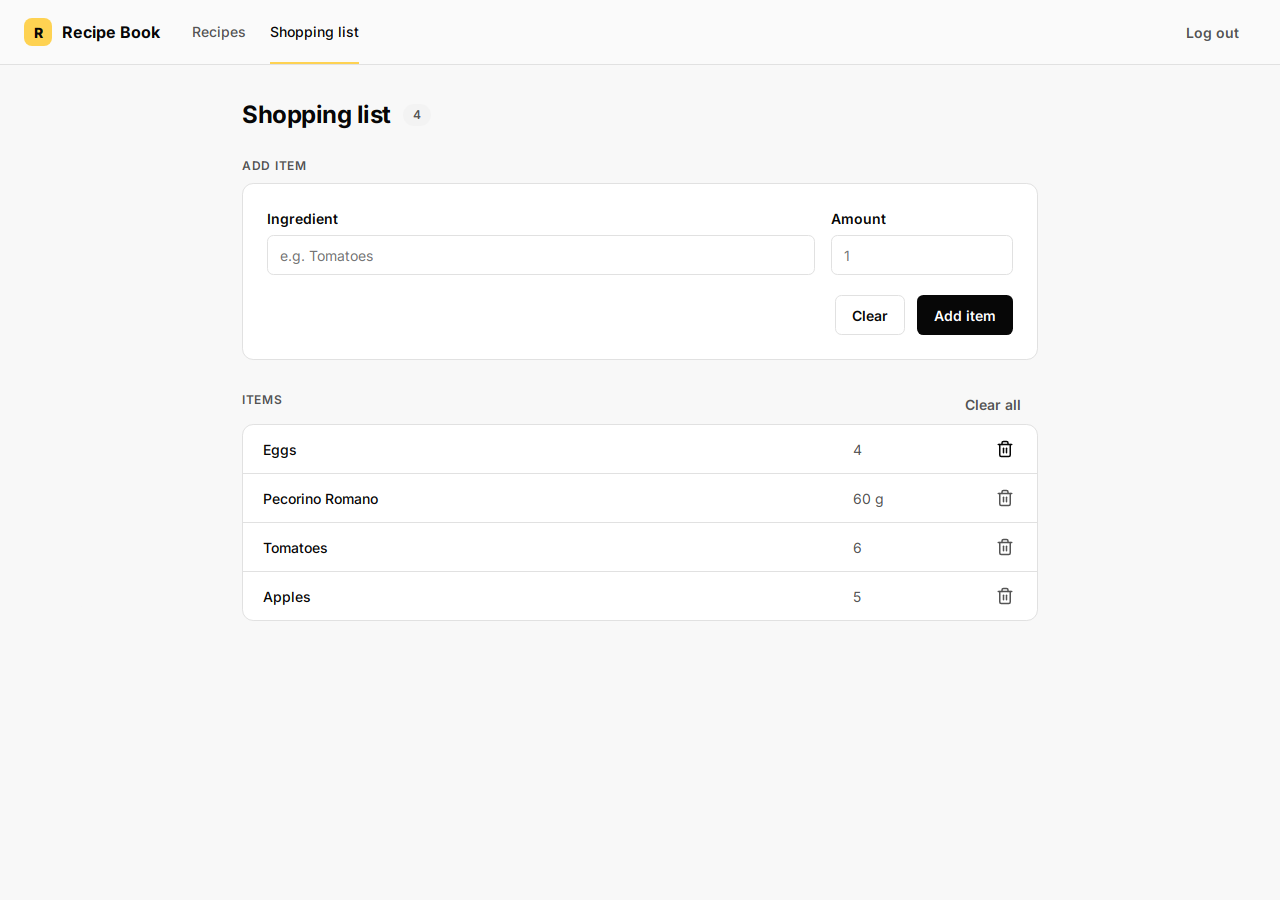 R Recipe Book Recipes Shopping list Log out
Shopping list 4
ADD ITEM
Ingredient Amount
e.g. Tomatoes 1
Clear Add item
ITEMS Clear all
Eggs 4
Pecorino Romano 60 g
Tomatoes 6
Apples 5